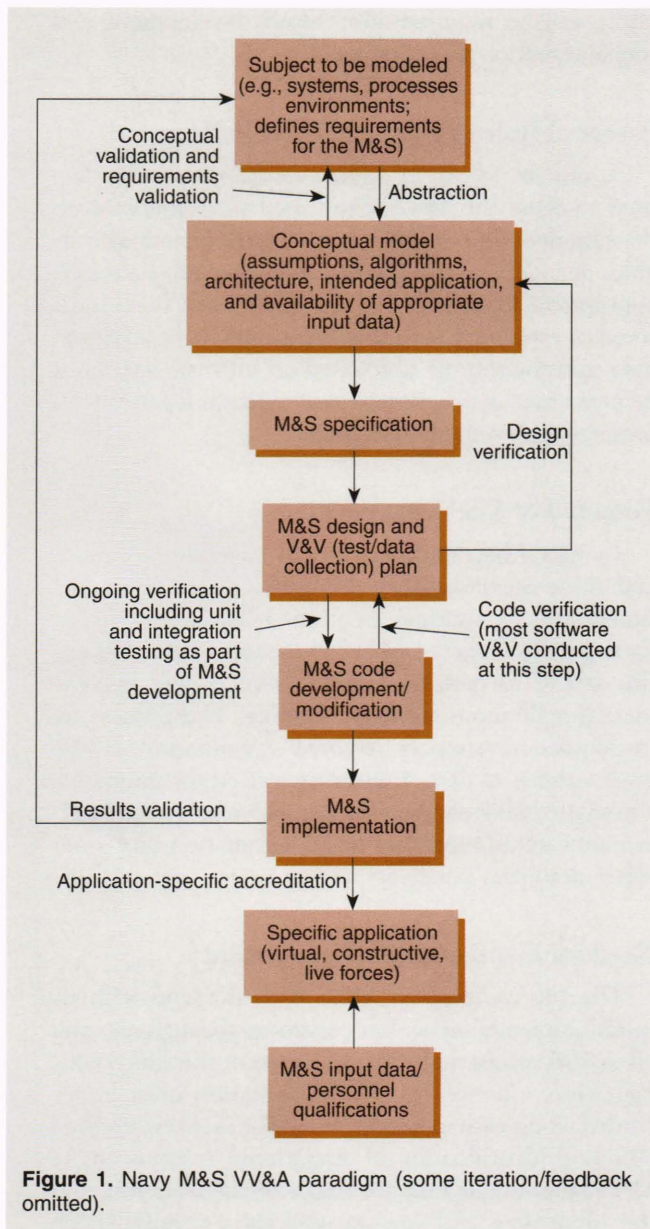 Subject to be modeled
(e.g., systems, processes
environments;
defines requirements
for the M&S)
Conceptual
validation and
requirements
validation
Abstraction
Conceptual model
(assumptions, algorithms,
architecture, intended application,
and availability of appropriate
input data)
M&S specification
Design
verification
M&S design and
V&V (test/data
collection) plan
Ongoing verification
including unit
and integration
testing as part
of M&S
development
Code verification
(most software
V&V conducted
at this step)
M&S code
development/
modification
Results validation
M&S
implementation
Application-specific accreditation
Specific application
(virtual, constructive,
live forces)
M&S input data/
personnel
qualifications
Figure 1. Navy M&S VV&A paradigm (some iteration/feedback
omitted).